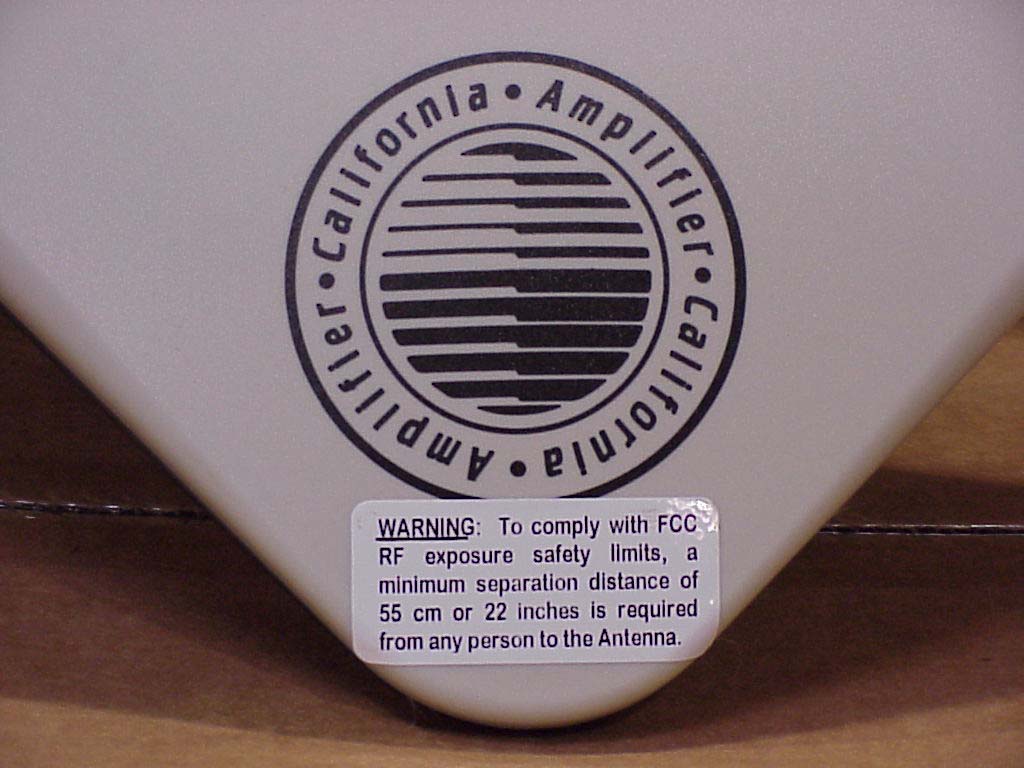 California • Amplifier • California • Amplifier •
WARNING: To comply with FCC
RF exposure safety limits, a
minimum separation distance of
55 cm or 22 inches is required
from any person to the Antenna.